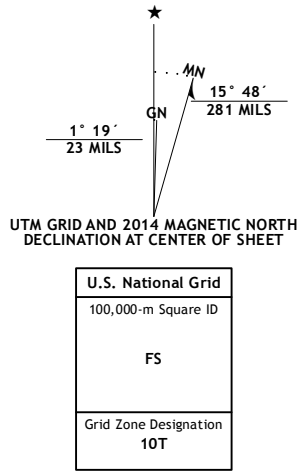 ★
MN
15° 48´
281 MILS
GN
1° 19´
23 MILS
UTM GRID AND 2014 MAGNETIC NORTH
DECLINATION AT CENTER OF SHEET
U.S. National Grid
100,000-m Square ID
FS
Grid Zone Designation
10T